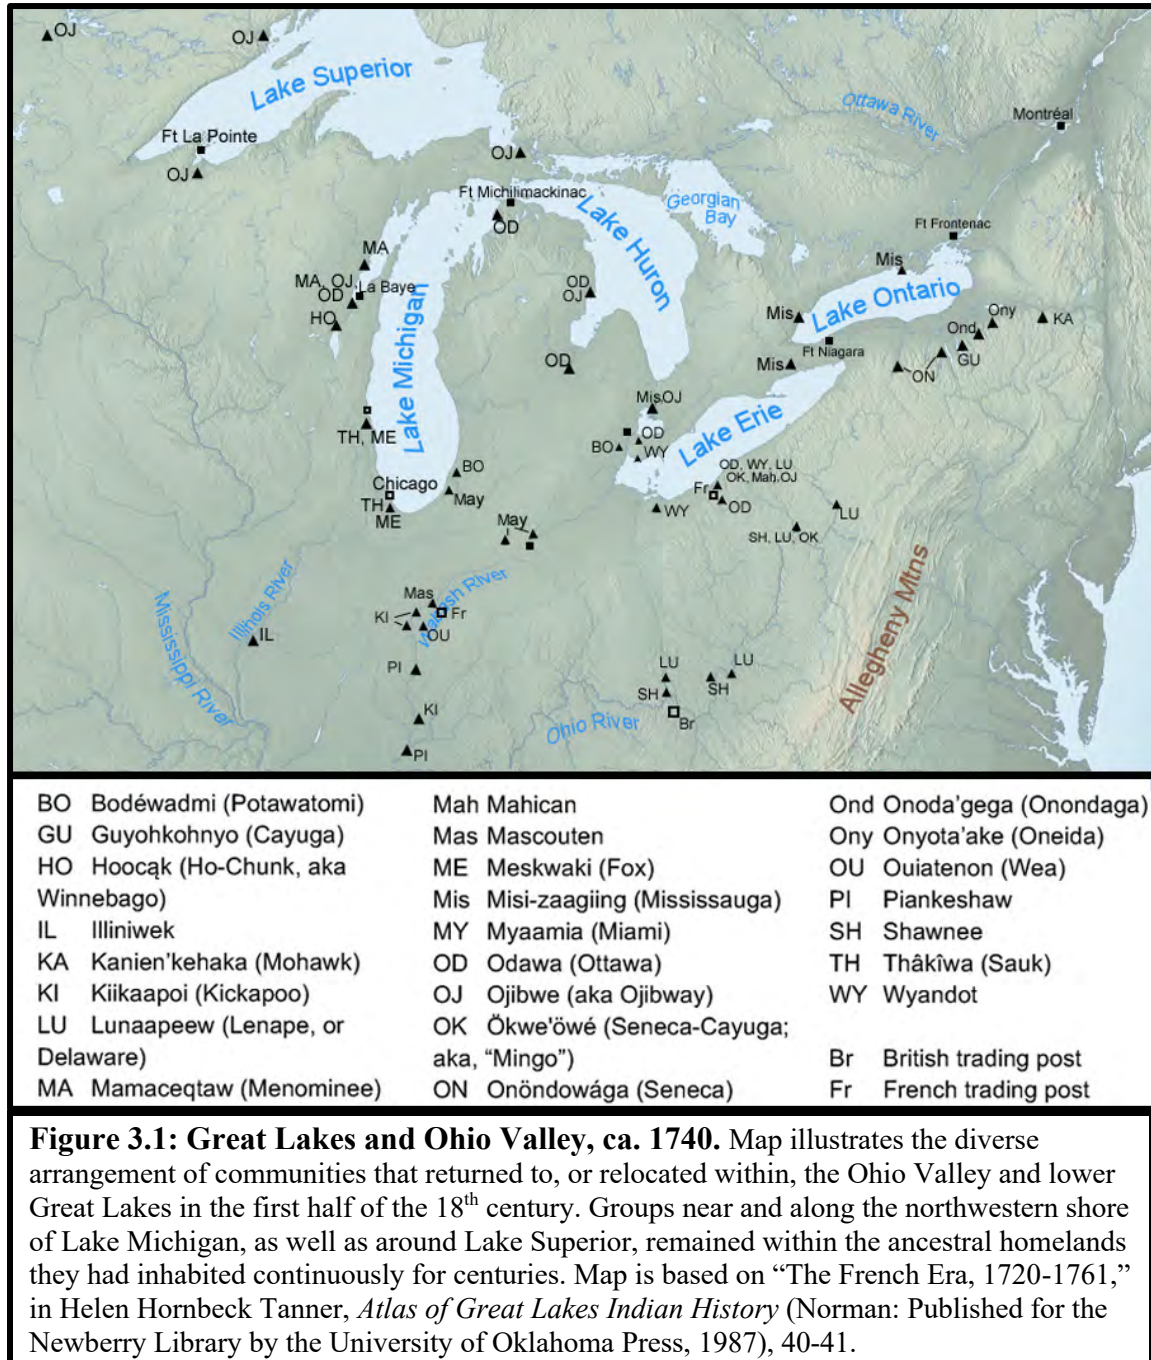 OJ
OJ
Lake Superior
Ottawa River
Montréal
Ft La Pointe
OJ
OJ
Ft Michilimackinac
OD
Georgian
Bay
Lake Huron
Ft Frontenac
MA
Mis
MA, OJ,
La Baye
OD
HO
OD
OJ
Lake Michigan
Lake Ontario
Mis
Ft Niagara
Ony
KA
Ond
GU
ON
OD
Mis
Mis,OJ
Lake Erie
TH, ME
BO
OD
WY
BO
OD, WY, LU
OK, Mah, OJ
Chicago
May
Fr
OD
TH
ME
WY
LU
May
SH, LU, OK
Allegheny Mtns
Illinois River
Mississippi River
Wabash River
Mas
Fr
KI
OU
IL
PI
LU
LU
SH
SH
KI
Ohio River
Br
PI
BO Bodéwadmi (Potawatomi)
GU Guyohkohnyo (Cayuga)
HO Hoocąk (Ho-Chunk, aka
Winnebago)
IL Illiniwek
KA Kanien'kehaka (Mohawk)
KI Kiikaapoi (Kickapoo)
LU Lunaapeew (Lenape, or
Delaware)
MA Mamaceqtaw (Menominee)
Mah Mahican
Mas Mascouten
ME Meskwaki (Fox)
Mis Misi-zaagiing (Mississauga)
MY Myaamia (Miami)
OD Odawa (Ottawa)
OJ Ojibwe (aka Ojibway)
OK Ökwe'öwé (Seneca-Cayuga;
aka, “Mingo”)
ON Onöndowága (Seneca)
Ond Onoda'gega (Onondaga)
Ony Onyota'ake (Oneida)
OU Ouiatenon (Wea)
PI Piankeshaw
SH Shawnee
TH Thâkîwa (Sauk)
WY Wyandot
Br British trading post
Fr French trading post
Figure 3.1: Great Lakes and Ohio Valley, ca. 1740. Map illustrates the diverse
arrangement of communities that returned to, or relocated within, the Ohio Valley and lower
Great Lakes in the first half of the 18th century. Groups near and along the northwestern shore
of Lake Michigan, as well as around Lake Superior, remained within the ancestral homelands
they had inhabited continuously for centuries. Map is based on “The French Era, 1720-1761,”
in Helen Hornbeck Tanner, Atlas of Great Lakes Indian History (Norman: Published for the
Newberry Library by the University of Oklahoma Press, 1987), 40-41.